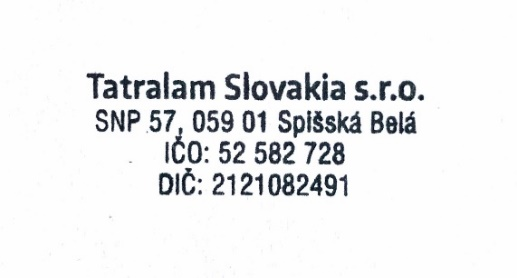 Tatralam Slovakia s.r.o.
SNP 57, 059 01 Spišská Belá
IČO: 52 582 728
DIČ: 2121082491